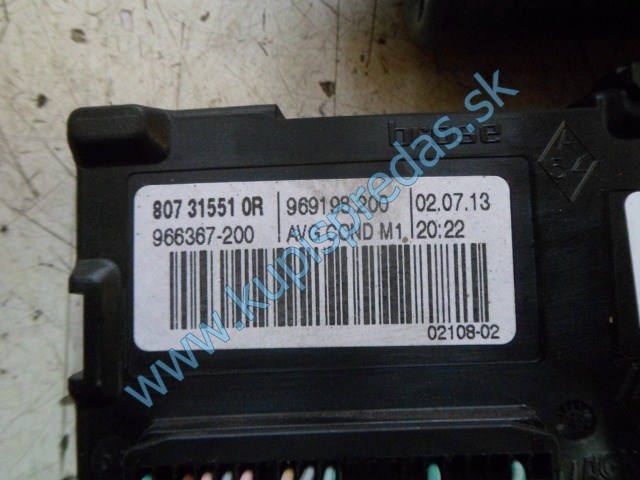 brose
807 31551 0R 969198-200 02.07.13
966367-200 AVG COND M1 20:22
02108-02
www.kupispredas.sk